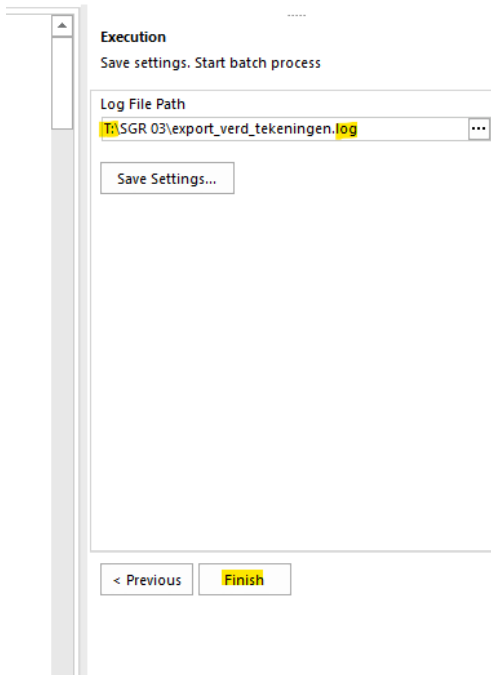 Execution
Save settings. Start batch process
Log File Path
T:\SGR 03\export_verd_tekeningen.log
...
Save Settings...
< Previous
Finish